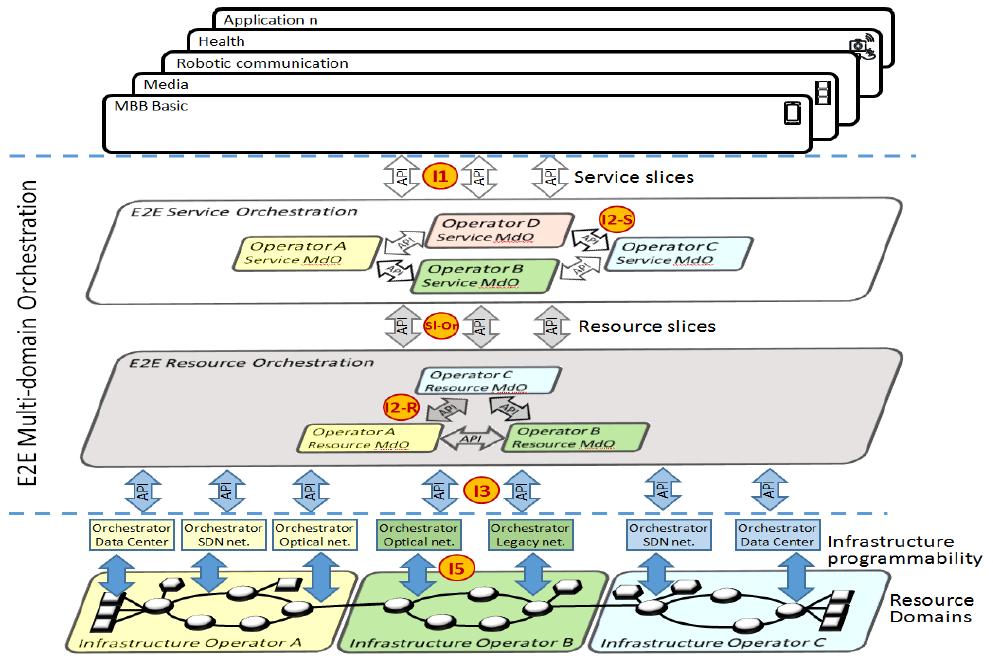 Application n
Health
Robotic communication
Media
MBB Basic
E2E Multi-domain Orchestration
API
I1
API
API
Service slices
E2E Service Orchestration
Operator D
Service MdO
I2-S
Operator A
Service MdO
API
API
Operator C
Service MdO
API
Operator B
Service MdO
API
API
Sl-Or
API
API
Resource slices
E2E Resource Orchestration
Operator C
Resource MdO
I2-R
API
API
Operator A
Resource MdO
API
Operator B
Resource MdO
API
API
API
API
I3
API
API
API
Orchestrator
Data Center
Orchestrator
SDN net.
Orchestrator
Optical net.
Orchestrator
Optical net.
Orchestrator
Legacy net.
Orchestrator
SDN net.
Orchestrator
Data Center
Infrastructure
programmability
I5
Resource
Domains
Infrastructure Operator A
Infrastructure Operator B
Infrastructure Operator C